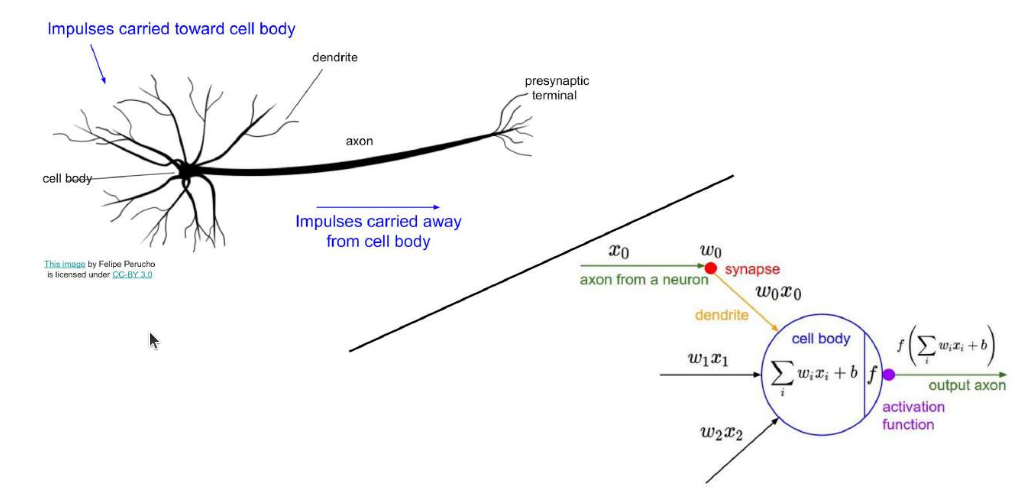 Impulses carried toward cell body
dendrite
presynaptic
terminal
axon
cell body
Impulses carried away
from cell body
This image by Felipe Perucho
is licensed under CC-BY 3.0
x₀
w₀
synapse
axon from a neuron
w₀x₀
dendrite
cell body
f(∑ᵢ wᵢxᵢ + b)
w₁x₁
∑ᵢ wᵢxᵢ + b
f
output axon
activation
function
w₂x₂